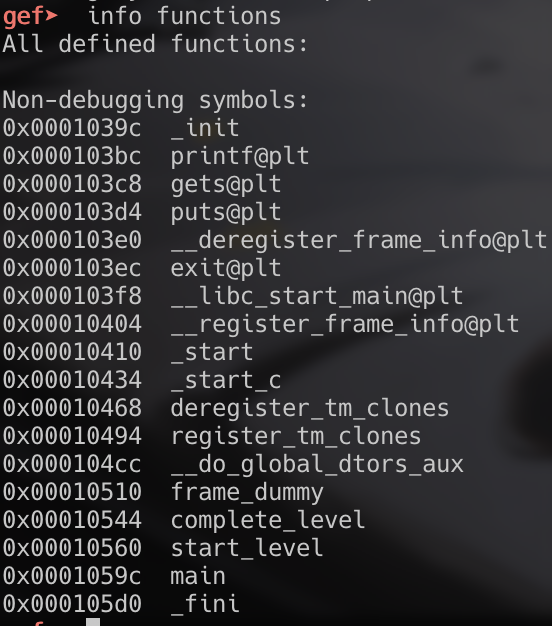 gef➤  info functions
All defined functions:
Non-debugging symbols:
0x0001039c  _init
0x000103bc  printf@plt
0x000103c8  gets@plt
0x000103d4  puts@plt
0x000103e0  __deregister_frame_info@plt
0x000103ec  exit@plt
0x000103f8  __libc_start_main@plt
0x00010404  __register_frame_info@plt
0x00010410  _start
0x00010434  _start_c
0x00010468  deregister_tm_clones
0x00010494  register_tm_clones
0x000104cc  __do_global_dtors_aux
0x00010510  frame_dummy
0x00010544  complete_level
0x00010560  start_level
0x0001059c  main
0x000105d0  _fini